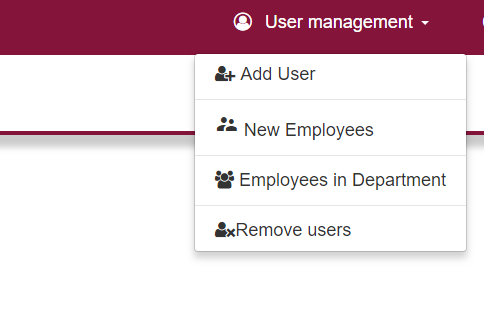 User management
Add User
New Employees
Employees in Department
Remove users